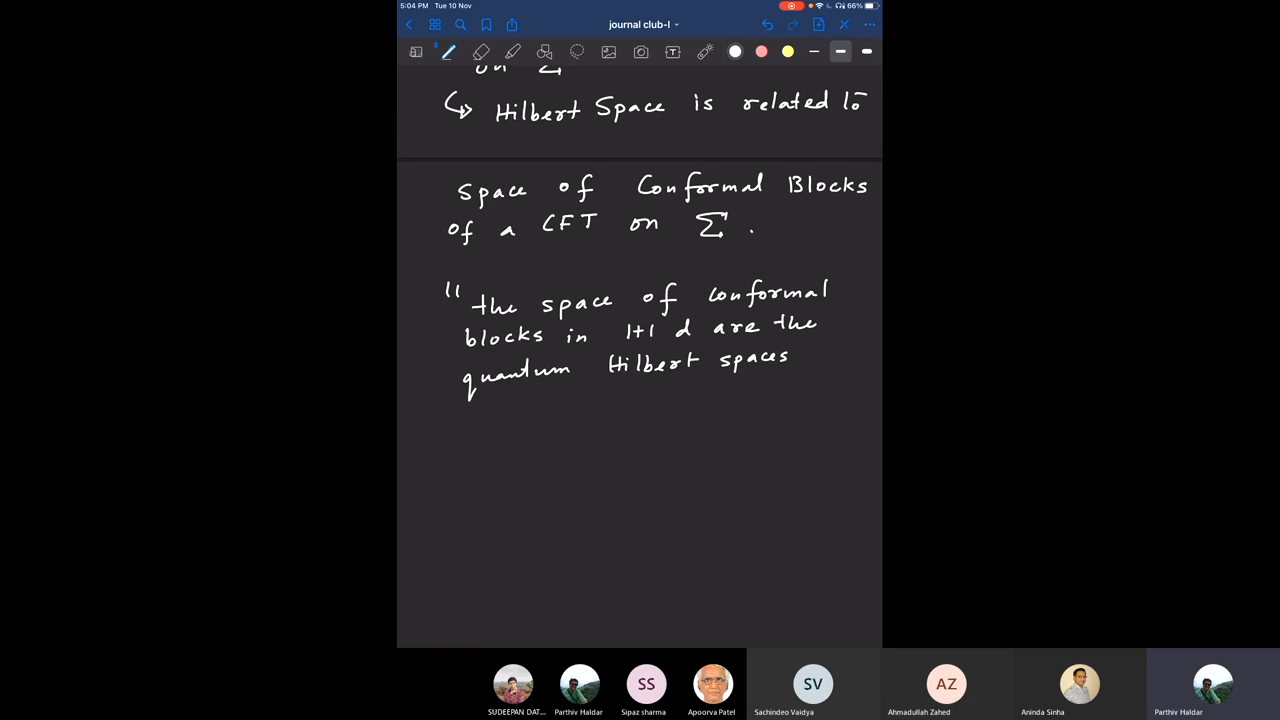 5:04 PM Tue 10 Nov
66%
journal club-I
on Σ
↳ Hilbert Space is related to
space of Conformal Blocks
of a CFT on Σ.
"the space of conformal
blocks in 1+1 d are the
quantum Hilbert spaces
SS
SV
AZ
SUDEEPAN DAT...
Parthiv Haldar
Sipaz sharma
Apoorva Patel
Sachindeo Vaidya
Ahmadullah Zahed
Aninda Sinha
Parthiv Haldar